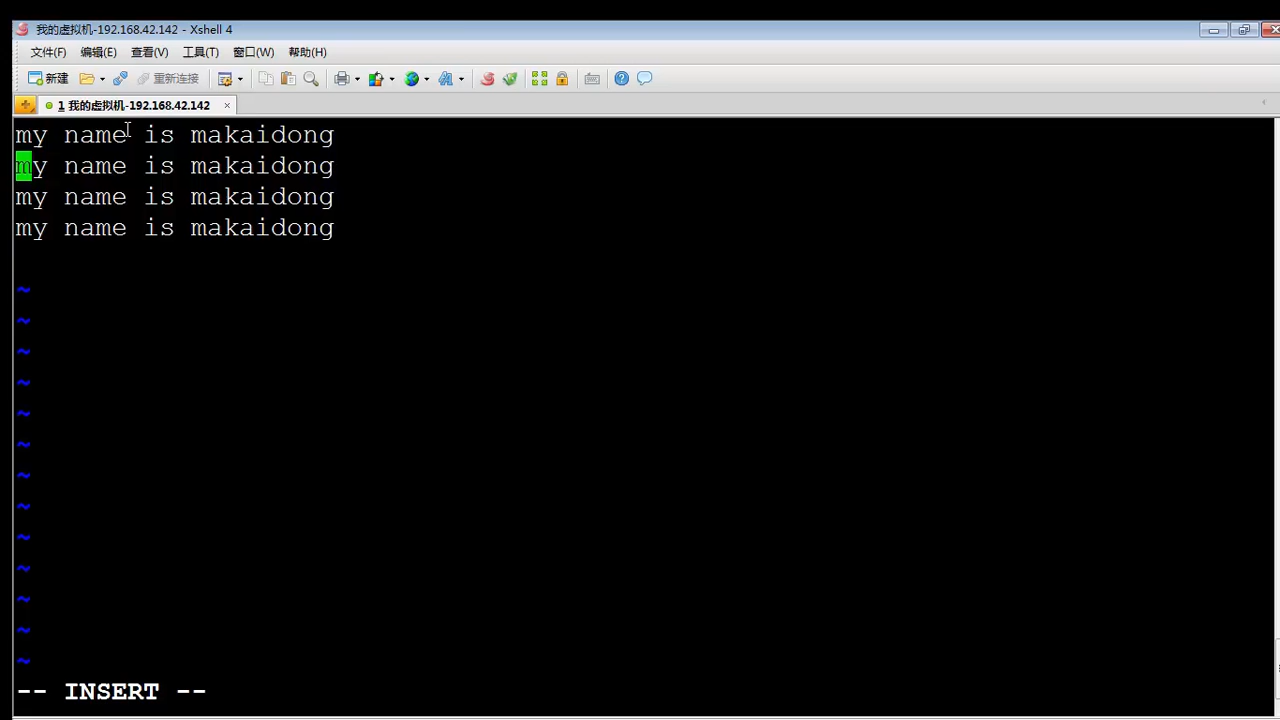 我的虚拟机-192.168.42.142 - Xshell 4
文件(F) 编辑(E) 查看(V) 工具(T) 窗口(W) 帮助(H)
新建 重新连接
1 我的虚拟机-192.168.42.142
my name is makaidong
my name is makaidong
my name is makaidong
my name is makaidong
~
~
~
~
~
~
~
~
~
~
~
~
~
-- INSERT --